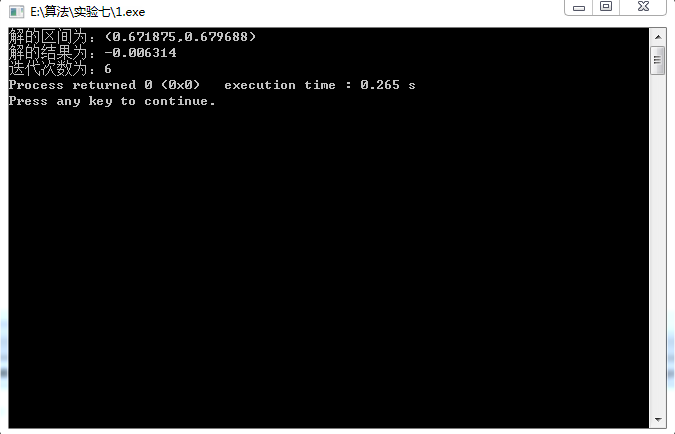 E:\算法\实验七\1.exe
解的区间为：(0.671875,0.679688)
解的结果为：-0.006314
迭代次数为：6
Process returned 0 (0x0)   execution time : 0.265 s
Press any key to continue.